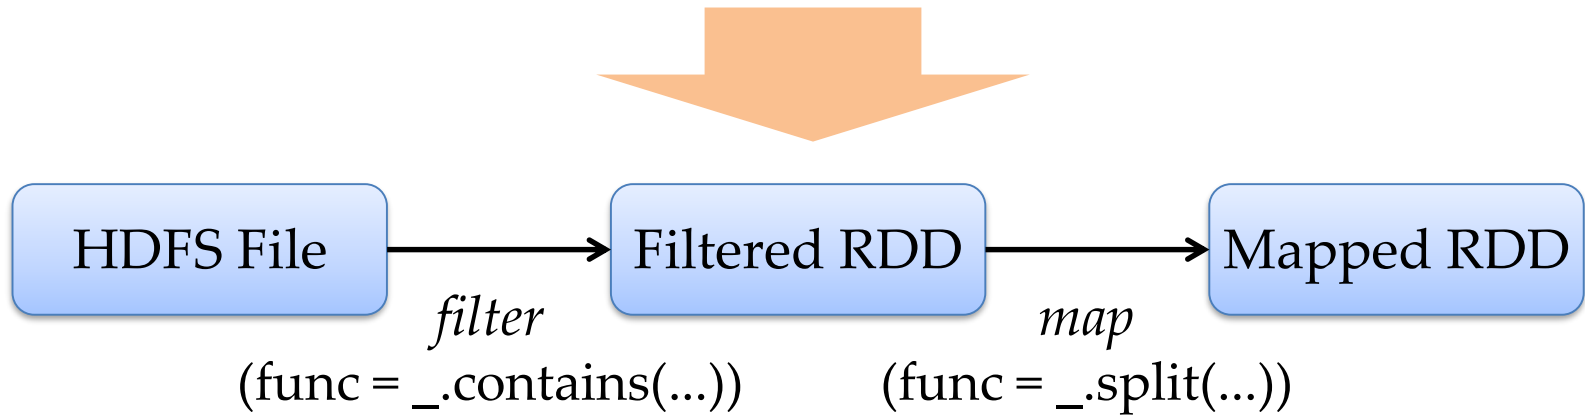 HDFS File
Filtered RDD
Mapped RDD
filter
(func = _.contains(...))
map
(func = _.split(...))